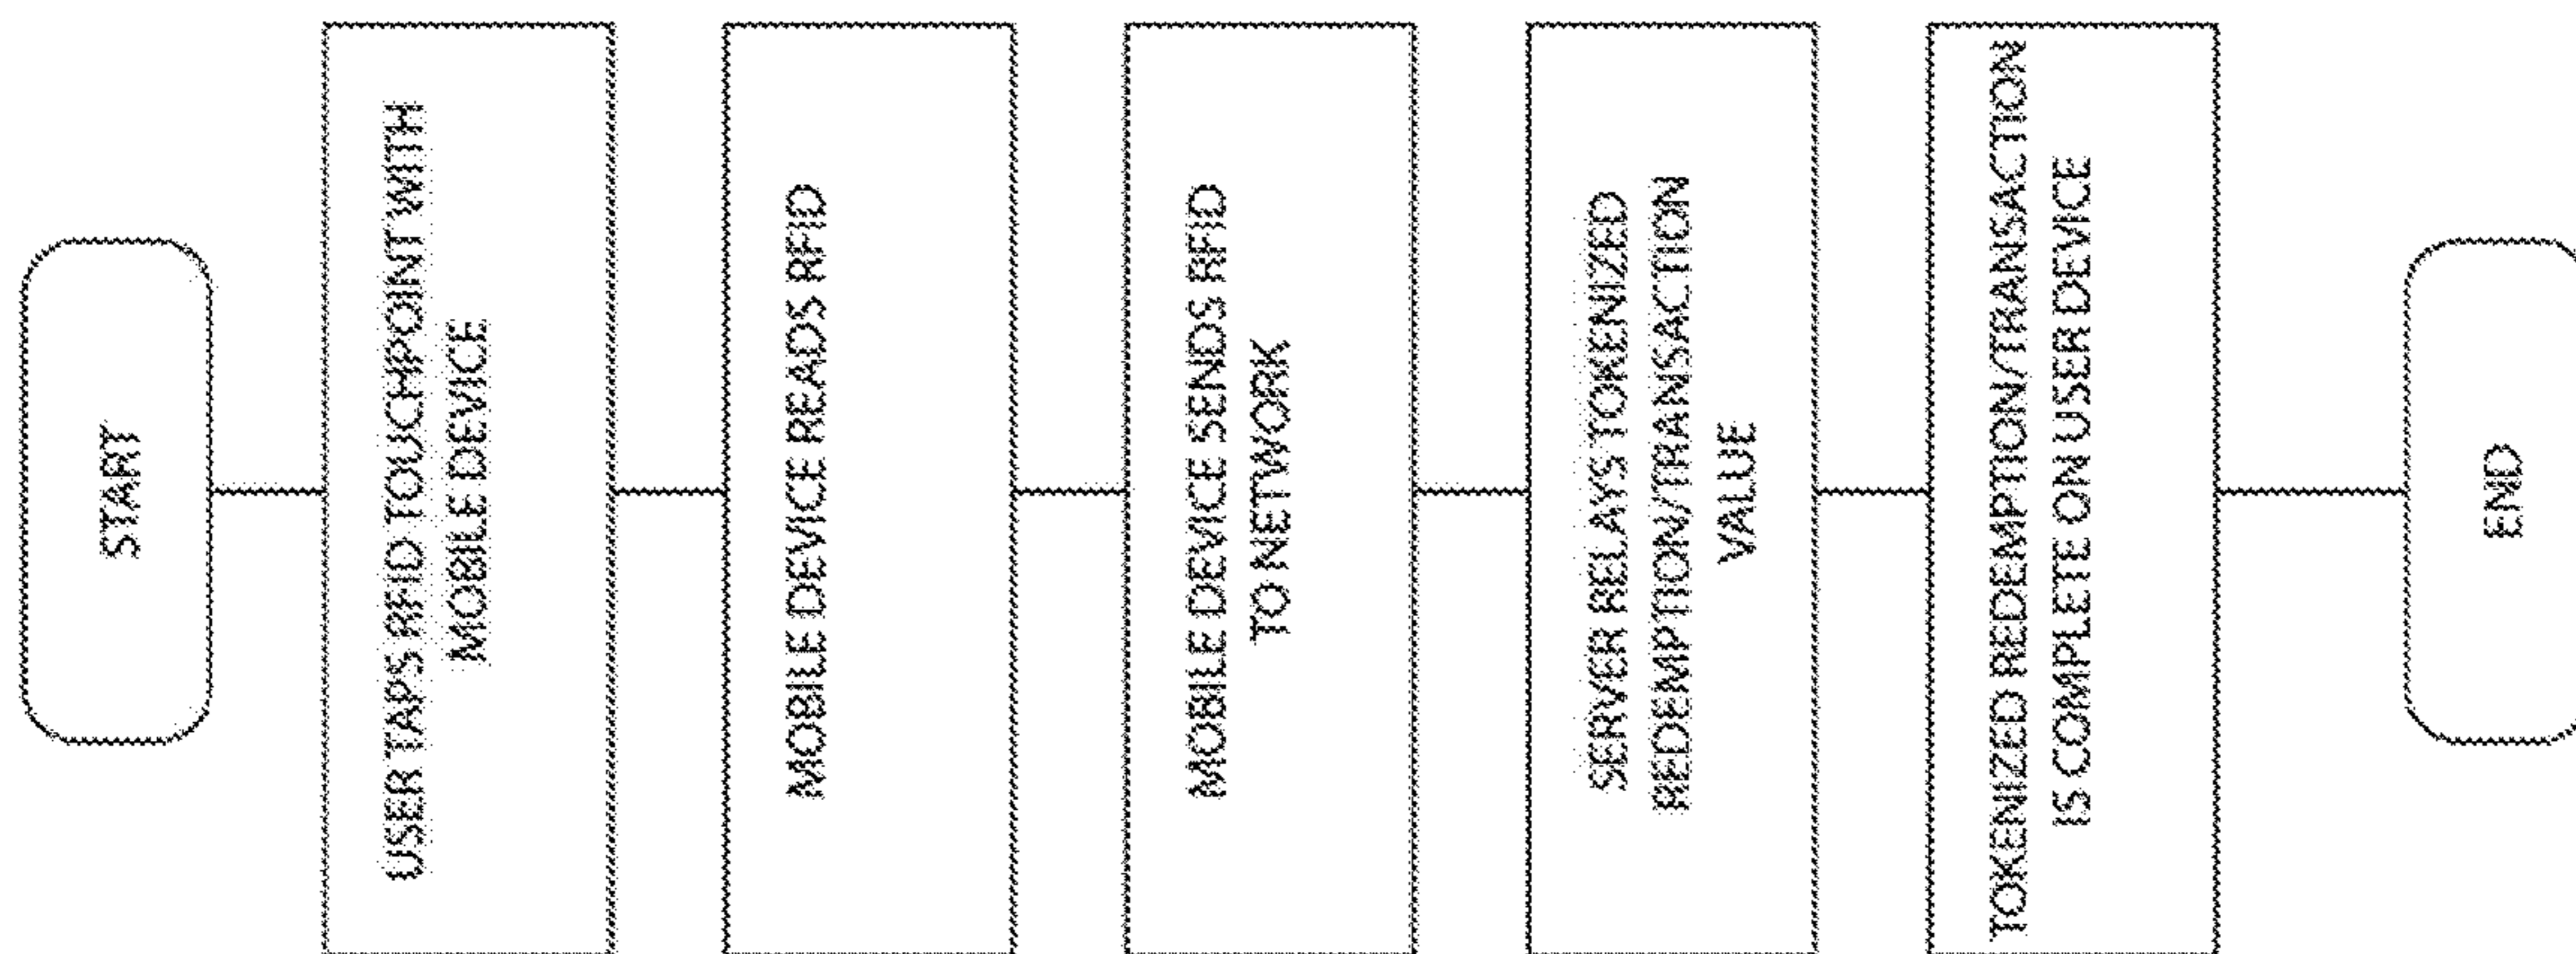 START
USER TAPS RFID TOUCHPOINT WITH
MOBILE DEVICE
MOBILE DEVICE READS RFID
MOBILE DEVICE SENDS RFID
TO NETWORK
SERVER RELAYS TOKENIZED
REDEMPTION/TRANSACTION
VALUE
TOKENIZED REDEMPTION/TRANSACTION
IS COMPLETE ON USER DEVICE
END